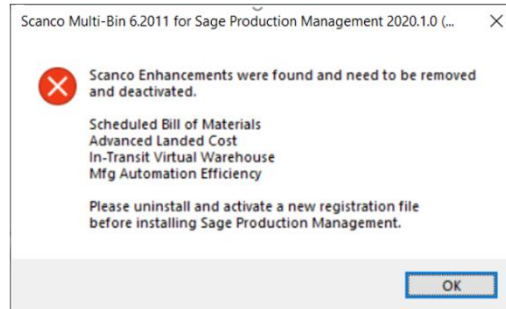 Scanco Multi-Bin 6.2011 for Sage Production Management 2020.1.0 (...
Scanco Enhancements were found and need to be removed
and deactivated.
Scheduled Bill of Materials
Advanced Landed Cost
In-Transit Virtual Warehouse
Mfg Automation Efficiency
Please uninstall and activate a new registration file
before installing Sage Production Management.
OK